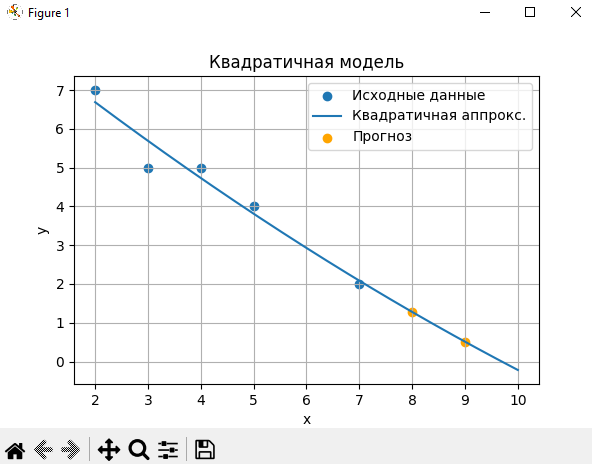 Figure 1
Квадратичная модель
Исходные данные
Квадратичная аппрокс.
Прогноз
7
6
5
4
3
2
1
0
y
2 3 4 5 6 7 8 9 10
x